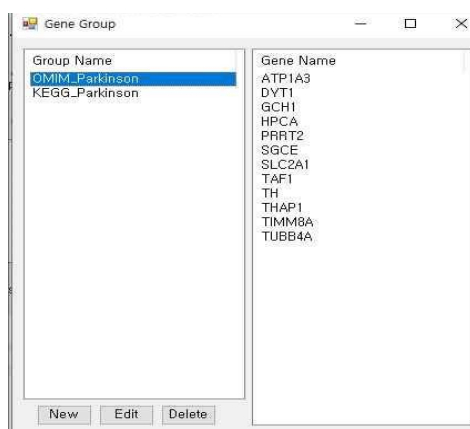 Gene Group
Group Name
OMIM_Parkinson
KEGG_Parkinson
Gene Name
ATP1A3
DYT1
GCH1
HPCA
PRRT2
SGCE
SLC2A1
TAF1
TH
THAP1
TIMM8A
TUBB4A
New
Edit
Delete